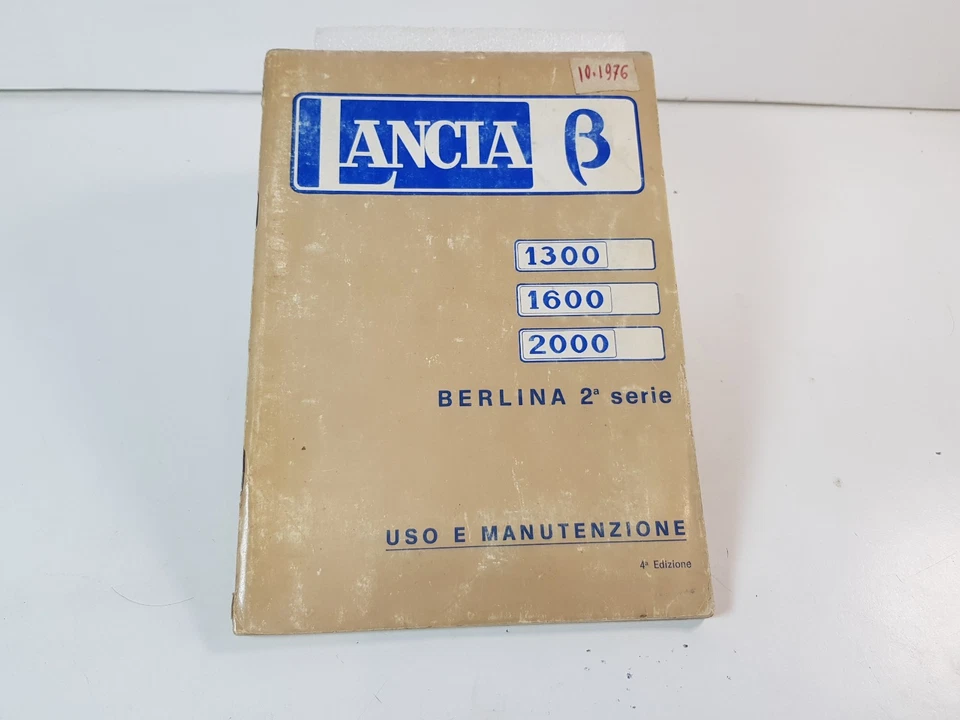 10.1976
LANCIA β
1300
1600
2000
BERLINA 2ª serie
USO E MANUTENZIONE
4ª Edizione